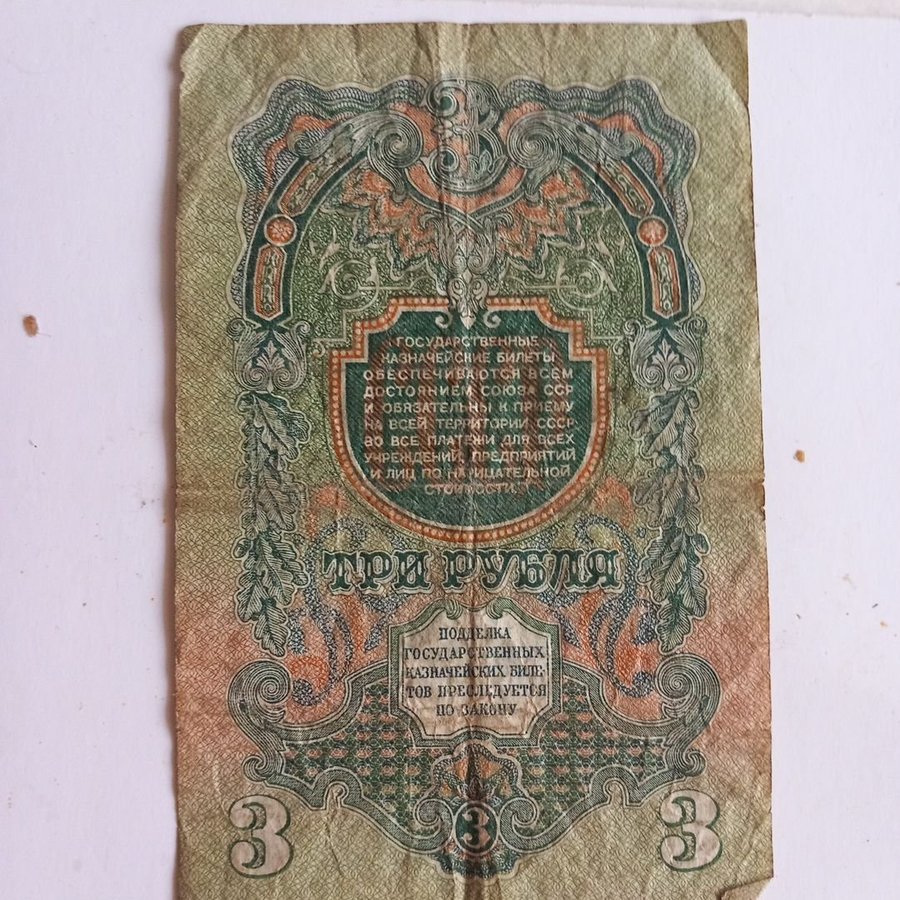 3
ГОСУДАРСТВЕННЫЕ
КАЗНАЧЕЙСКИЕ БИЛЕТЫ
ОБЕСПЕЧИВАЮТСЯ ВСЕМ
ДОСТОЯНИЕМ СОЮЗА ССР
И ОБЯЗАТЕЛЬНЫ К ПРИЕМУ
НА ВСЕЙ ТЕРРИТОРИИ СССР
ВО ВСЕ ПЛАТЕЖИ ДЛЯ ВСЕХ
УЧРЕЖДЕНИЙ, ПРЕДПРИЯТИЙ
И ЛИЦ ПО НАРИЦАТЕЛЬНОЙ
СТОИМОСТИ.
ТРИ РУБЛЯ
ПОДДЕЛКА
ГОСУДАРСТВЕННЫХ
КАЗНАЧЕЙСКИХ БИЛЕ-
ТОВ ПРЕСЛЕДУЕТСЯ
ПО ЗАКОНУ
3 3 3